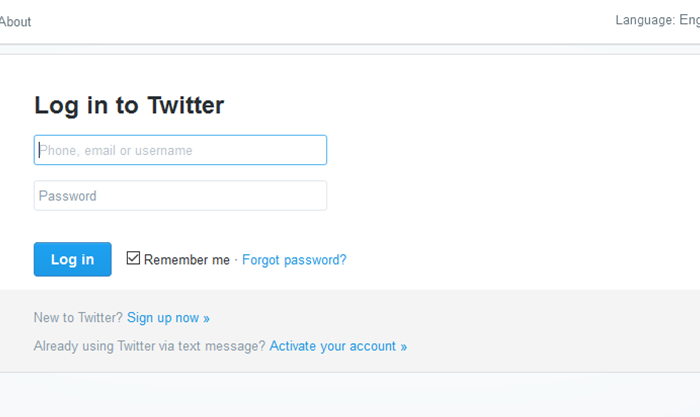 About
Language: Eng
Log in to Twitter
Phone, email or username
Password
Log in
Remember me · Forgot password?
New to Twitter? Sign up now »
Already using Twitter via text message? Activate your account »